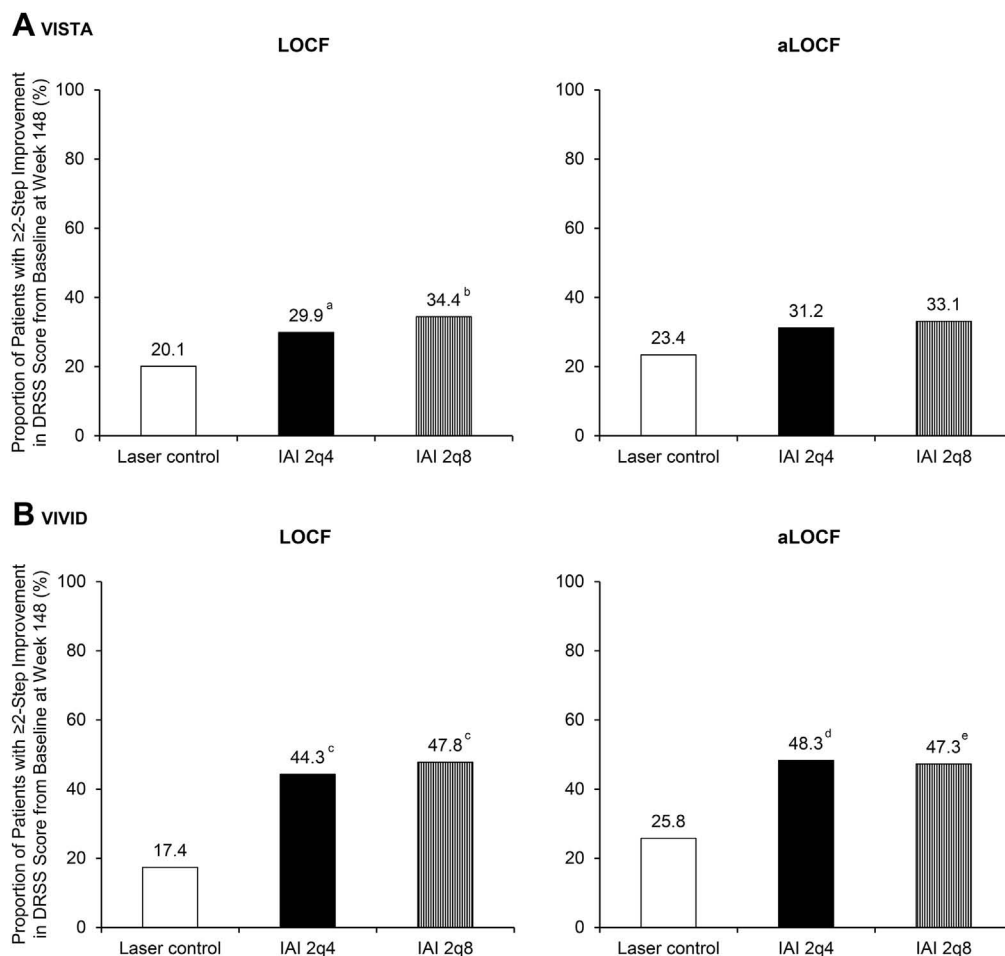 A VISTA
LOCF
Proportion of Patients with ≥2-Step Improvement
in DRSS Score from Baseline at Week 148 (%)
100
80
60
40
20
0
20.1
29.9 a
34.4 b
Laser control
IAI 2q4
IAI 2q8
aLOCF
100
80
60
40
20
0
23.4
31.2
33.1
Laser control
IAI 2q4
IAI 2q8
B VIVID
LOCF
Proportion of Patients with ≥2-Step Improvement
in DRSS Score from Baseline at Week 148 (%)
100
80
60
40
20
0
17.4
44.3 c
47.8 c
Laser control
IAI 2q4
IAI 2q8
aLOCF
100
80
60
40
20
0
25.8
48.3 d
47.3 e
Laser control
IAI 2q4
IAI 2q8